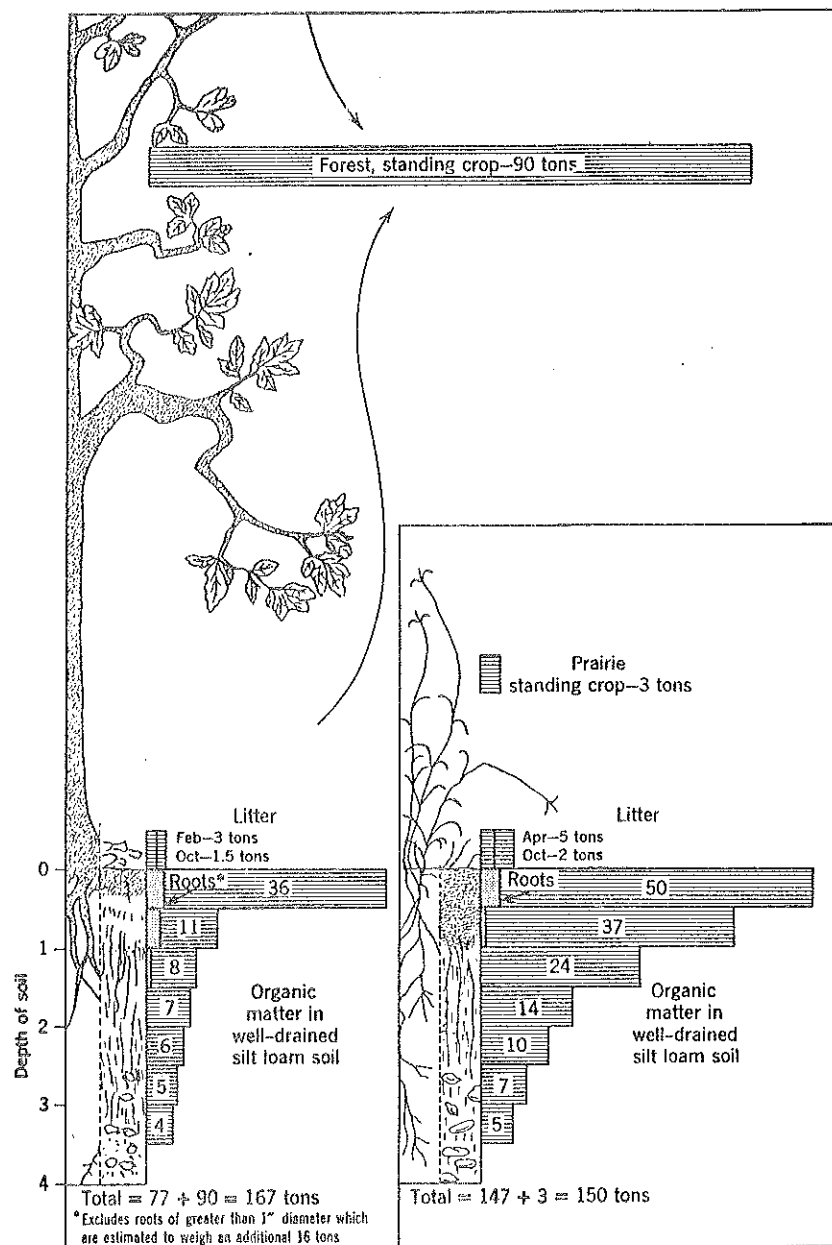 Forest, standing crop–90 tons
Prairie
standing crop–3 tons
Litter
Feb–3 tons
Oct–1.5 tons
Roots*
36
11
8
7
6
5
4
Organic
matter in
well-drained
silt loam soil
Depth of soil
0
1
2
3
4
Total = 77 + 90 = 167 tons
*Excludes roots of greater than 1" diameter which
are estimated to weigh an additional 16 tons
Litter
Apr–5 tons
Oct–2 tons
Roots
50
37
24
14
10
7
5
Organic
matter in
well-drained
silt loam soil
Total = 147 + 3 = 150 tons